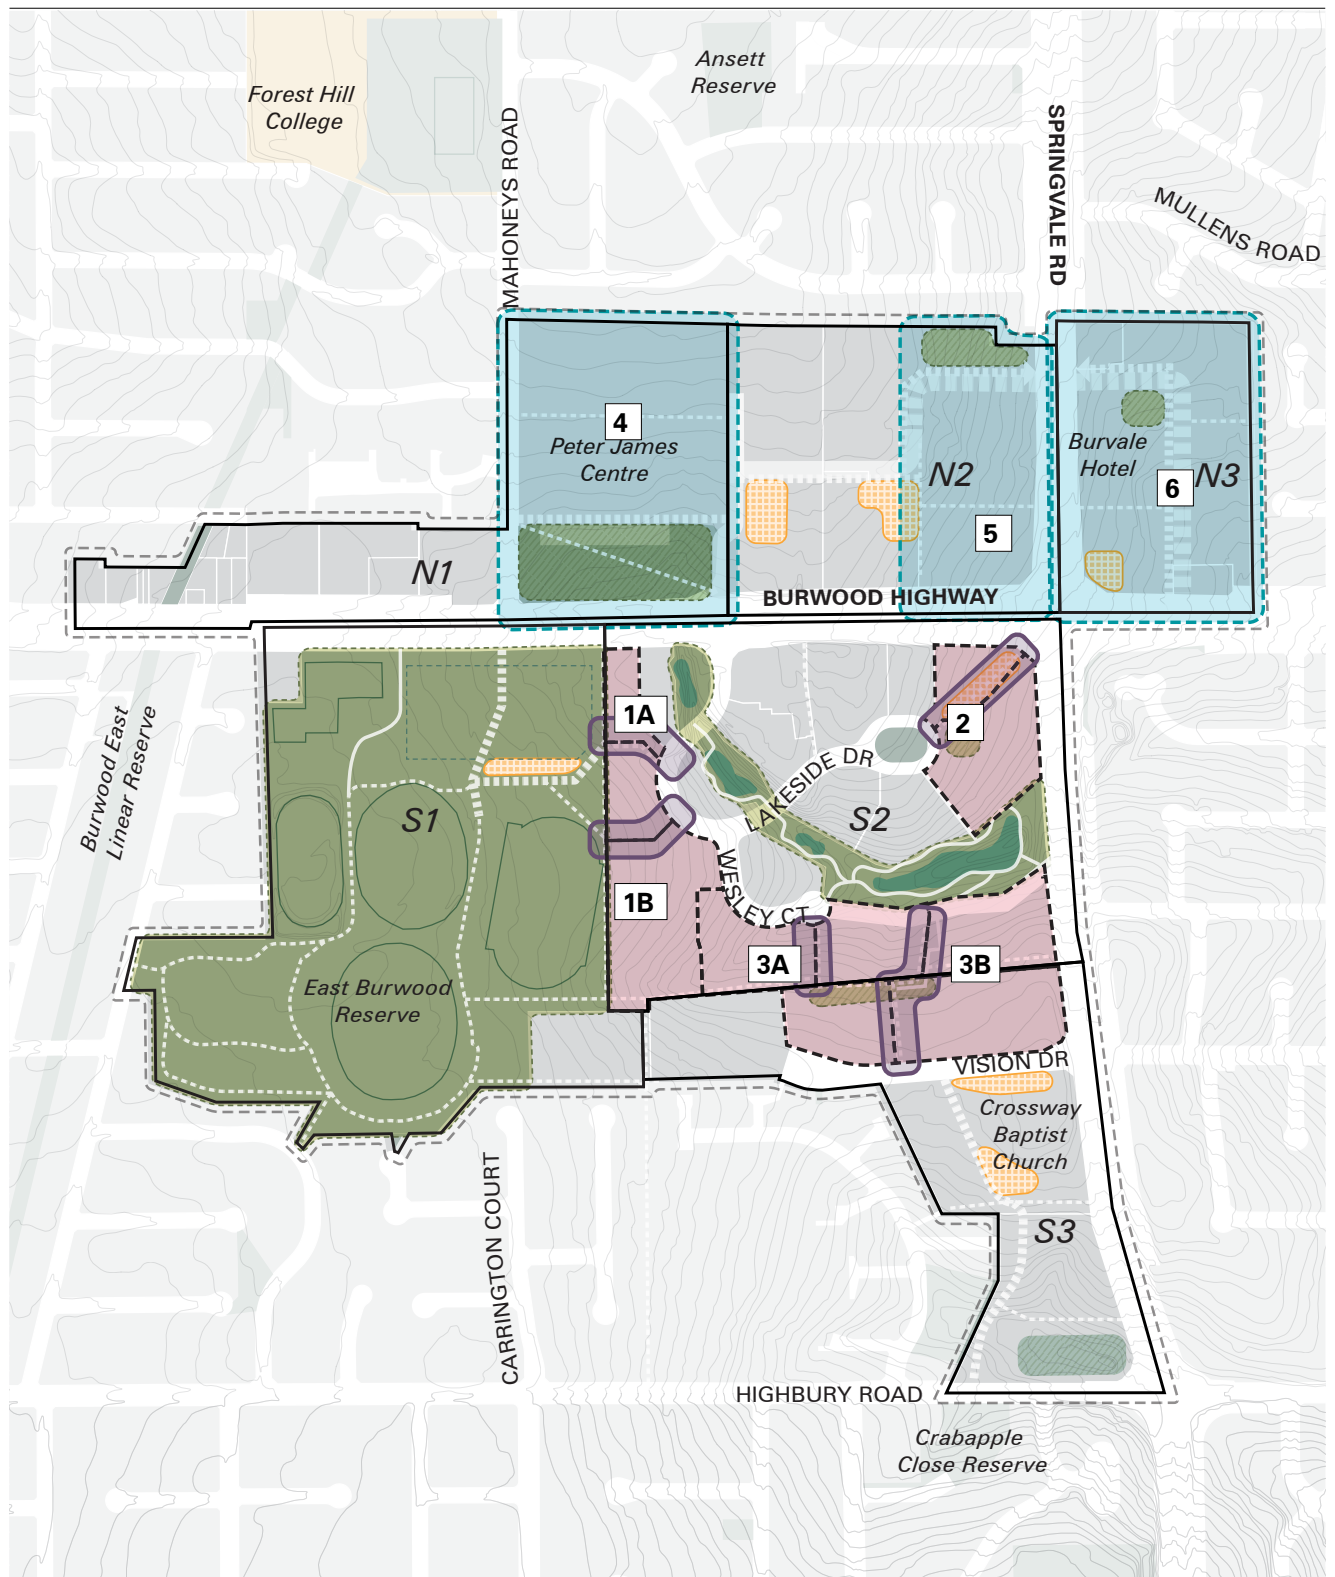 Ansett
Reserve
Forest Hill
College
MAHONEYS ROAD
SPRINGVALE RD
MULLENS ROAD
4
Peter James
Centre
Burvale
Hotel
N2
6
N3
5
N1
BURWOOD HIGHWAY
1A
2
Burwood East
Linear Reserve
LAKESIDE DR
S1
S2
WESLEY CT
1B
3A
3B
East Burwood
Reserve
VISION DR
Crossway
Baptist
Church
CARRINGTON COURT
S3
HIGHBURY ROAD
Crabapple
Close Reserve